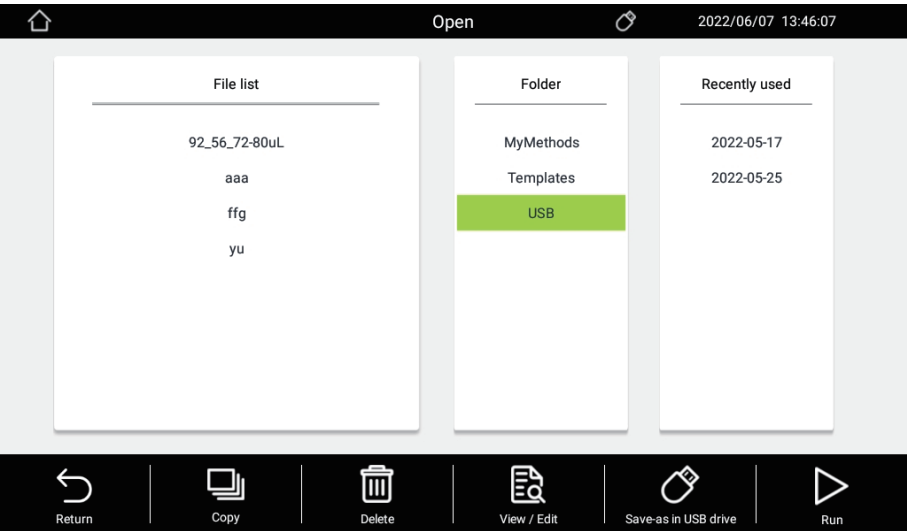 Open
2022/06/07 13:46:07
File list
92_56_72-80uL
aaa
ffg
yu
Folder
MyMethods
Templates
USB
Recently used
2022-05-17
2022-05-25
Return
Copy
Delete
View / Edit
Save-as in USB drive
Run